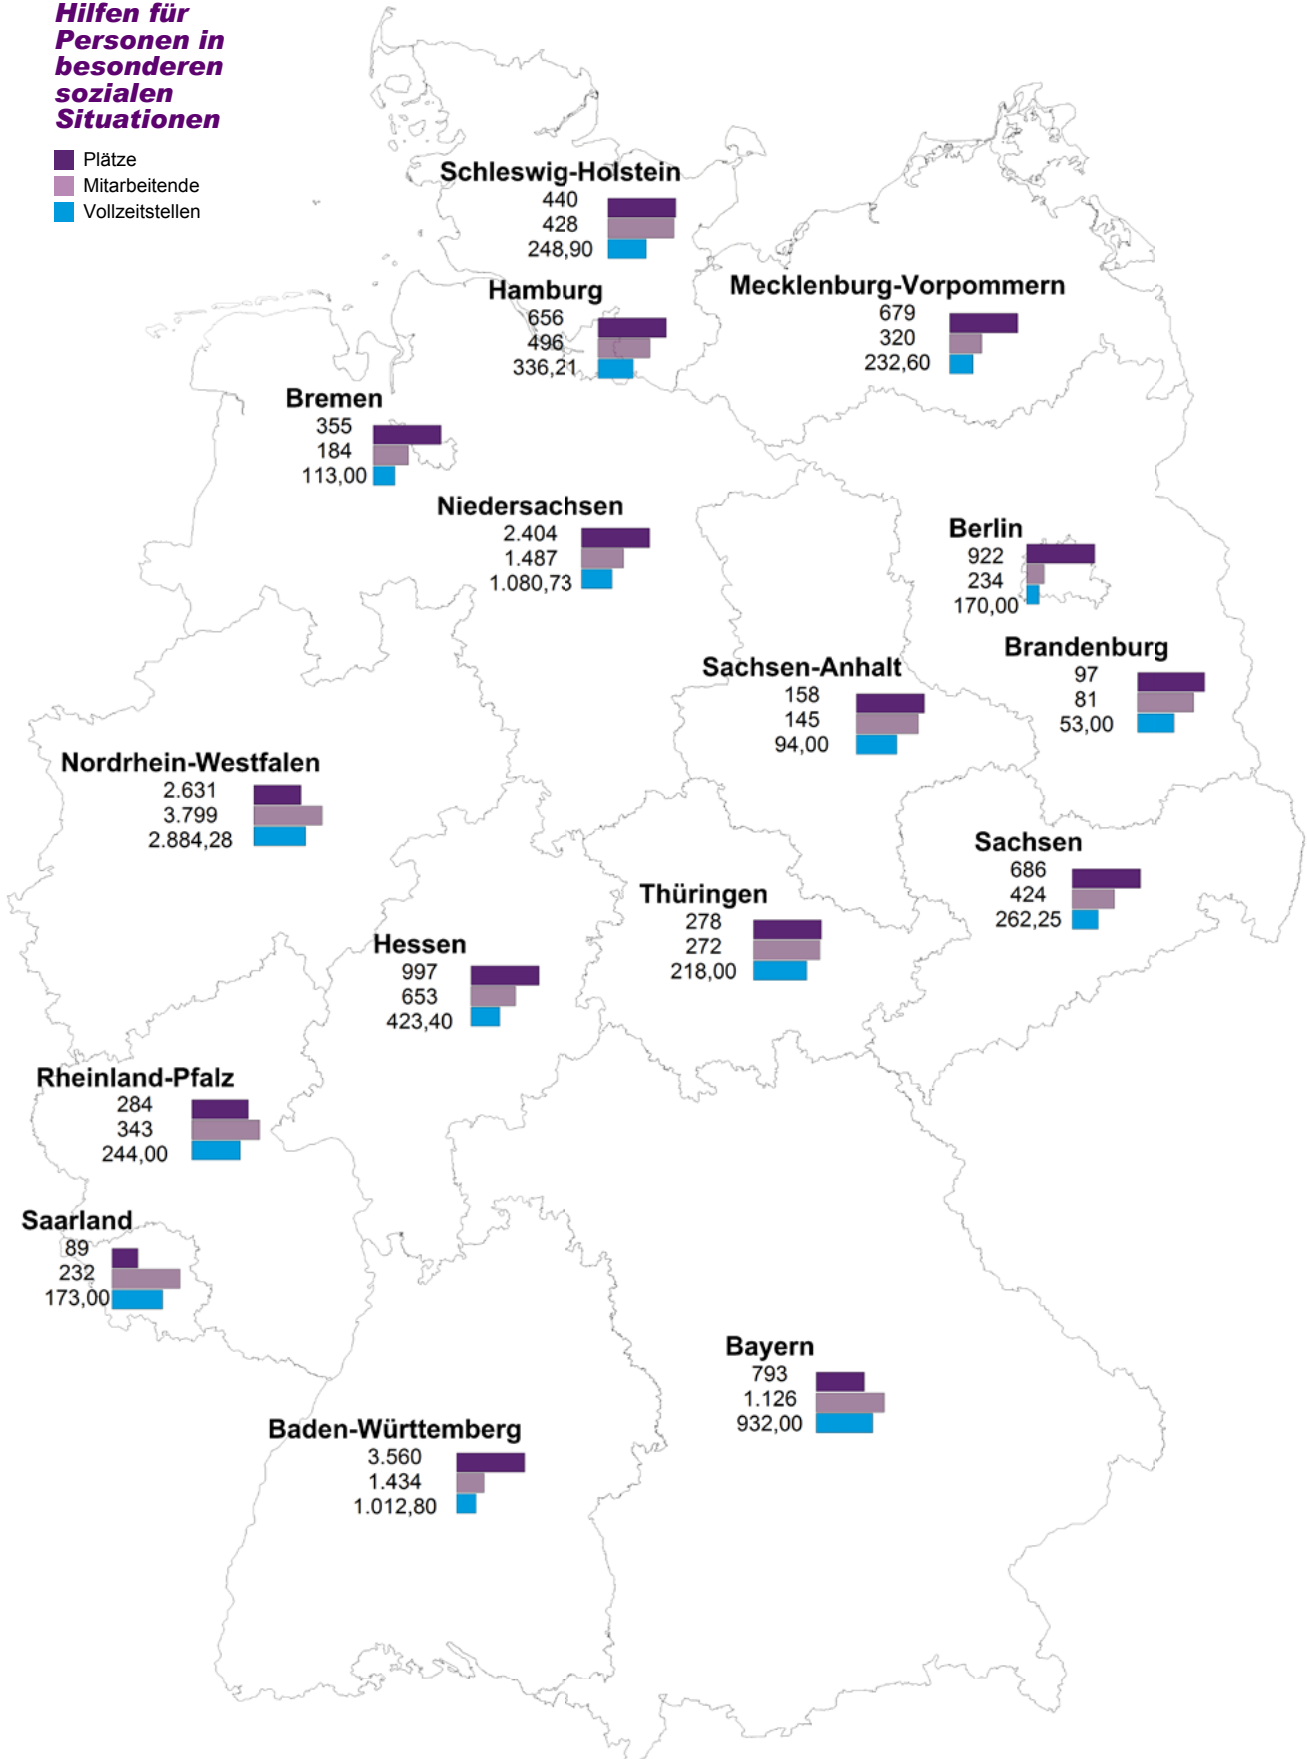 Hilfen für
Personen in
besonderen
sozialen
Situationen
Plätze
Mitarbeitende
Vollzeitstellen
Schleswig-Holstein
440
428
248,90
Hamburg
656
496
336,21
Mecklenburg-Vorpommern
679
320
232,60
Bremen
355
184
113,00
Niedersachsen
2.404
1.487
1.080,73
Berlin
922
234
170,00
Brandenburg
97
81
53,00
Sachsen-Anhalt
158
145
94,00
Nordrhein-Westfalen
2.631
3.799
2.884,28
Sachsen
686
424
262,25
Thüringen
278
272
218,00
Hessen
997
653
423,40
Rheinland-Pfalz
284
343
244,00
Saarland
89
232
173,00
Bayern
793
1.126
932,00
Baden-Württemberg
3.560
1.434
1.012,80